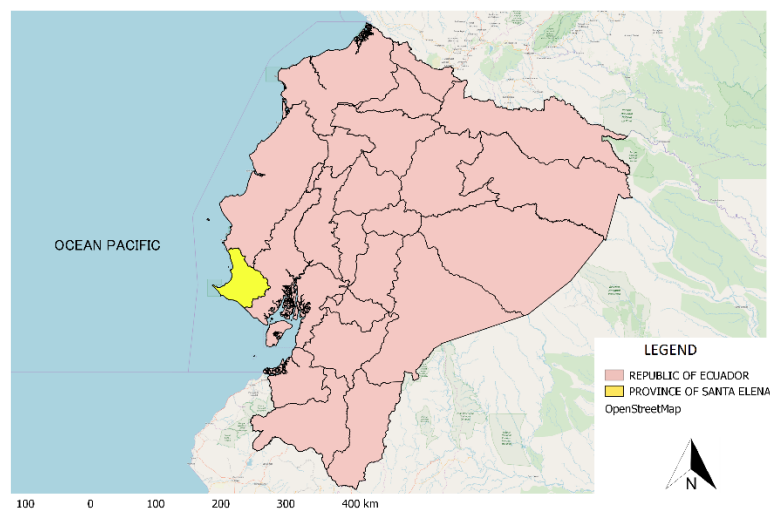 OCEAN PACIFIC
LEGEND
REPUBLIC OF ECUADOR
PROVINCE OF SANTA ELENA
OpenStreetMap
N
100 0 100 200 300 400 km